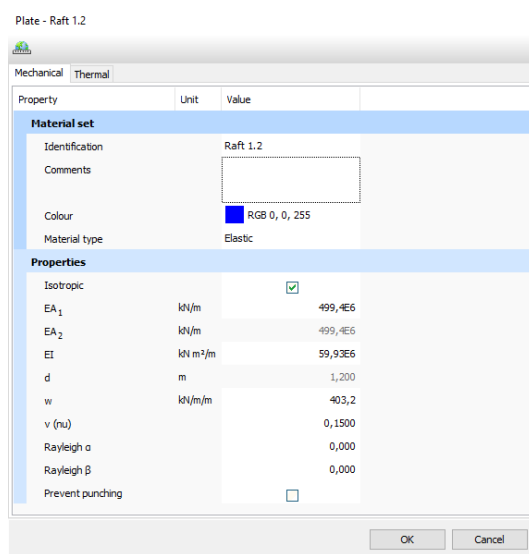 Plate - Raft 1.2
Mechanical Thermal
Property Unit Value
Material set
Identification Raft 1.2
Comments
Colour RGB 0, 0, 255
Material type Elastic
Properties
Isotropic
EA1 kN/m 499,4E6
EA2 kN/m 499,4E6
EI kN m²/m 59,93E6
d m 1,200
w kN/m/m 403,2
v (nu) 0,1500
Rayleigh α 0,000
Rayleigh β 0,000
Prevent punching
OK Cancel